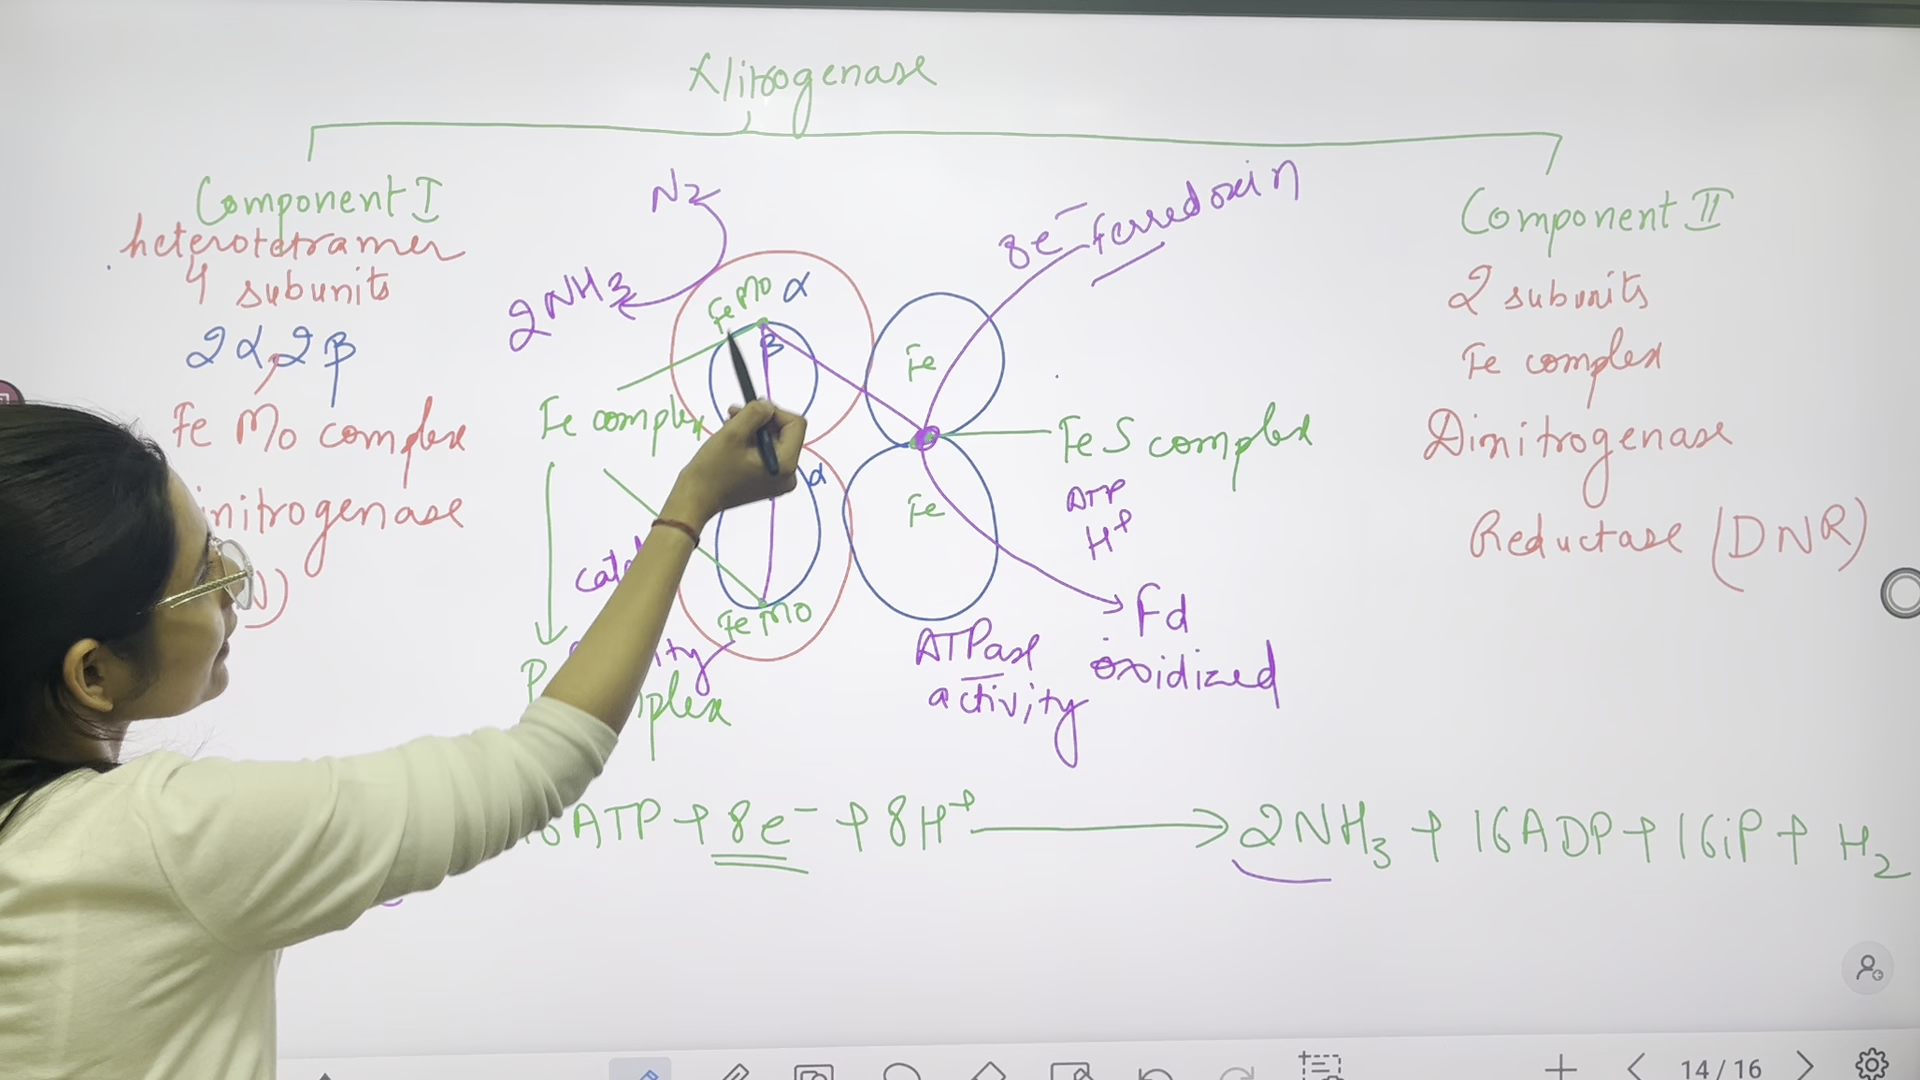 Nitrogenase
Component I
heterotetramer
4 subunits
2α, 2β
Fe Mo complex
initrogenase
N2
2NH3
Fe Mo α
β
Fe complex
α
Fe Mo
8e⁻ ferredoxin
Fe
Fe
Fe S complex
ATP
H⁺
Fd
oxidized
ATPase
activity
Component II
2 subunits
Fe complex
Dinitrogenase
Reductase (DNR)
6ATP + 8e⁻ + 8H⁺ → 2NH3 + 16ADP + 16iP + H2
14/16